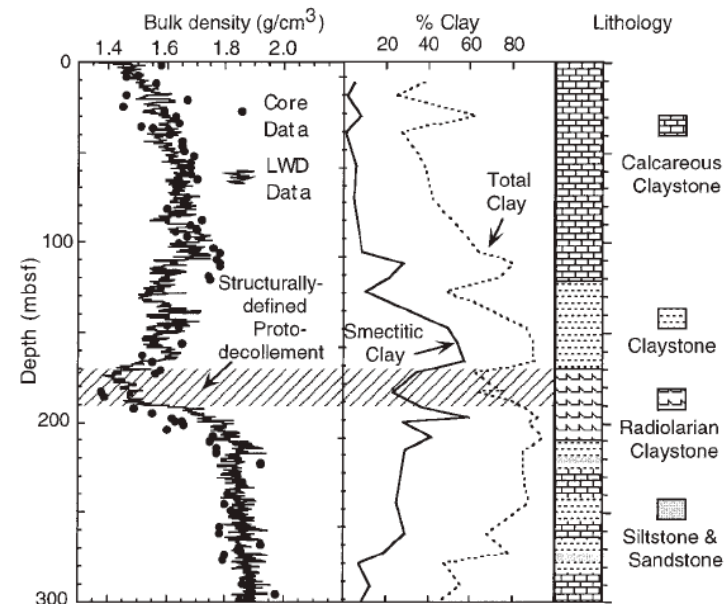 Bulk density (g/cm³)
% Clay
Lithology
1.4 1.6 1.8 2.0
20 40 60 80
0
100
200
300
Depth (mbsf)
Core
Data
LWD
Data
Structurally-
defined
Proto-
decollement
Total
Clay
Smectitic
Clay
Calcareous
Claystone
Claystone
Radiolarian
Claystone
Siltstone &
Sandstone